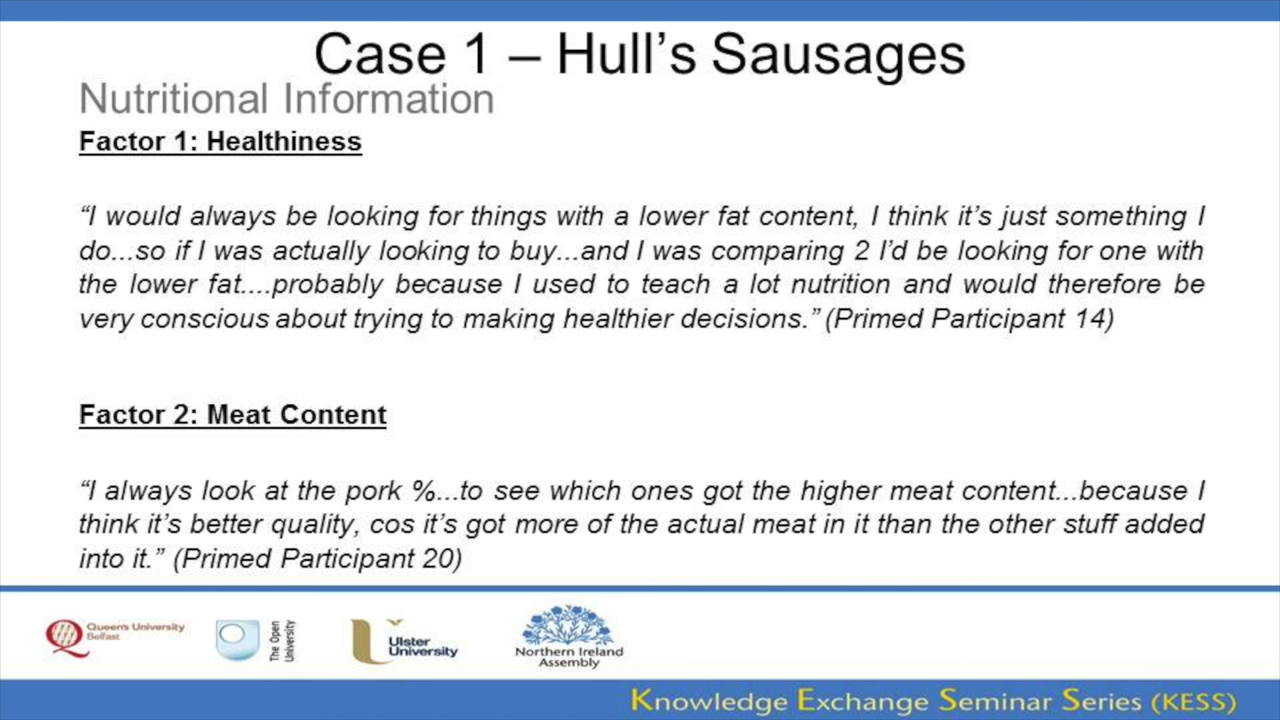 Case 1 – Hull’s Sausages
Nutritional Information
Factor 1: Healthiness
“I would always be looking for things with a lower fat content, I think it’s just something I
do...so if I was actually looking to buy...and I was comparing 2 I’d be looking for one with
the lower fat....probably because I used to teach a lot nutrition and would therefore be
very conscious about trying to making healthier decisions.” (Primed Participant 14)
Factor 2: Meat Content
“I always look at the pork %...to see which ones got the higher meat content...because I
think it’s better quality, cos it’s got more of the actual meat in it than the other stuff added
into it.” (Primed Participant 20)
Queen's University
Belfast
The Open
University
Ulster
University
Northern Ireland
Assembly
Knowledge Exchange Seminar Series (KESS)